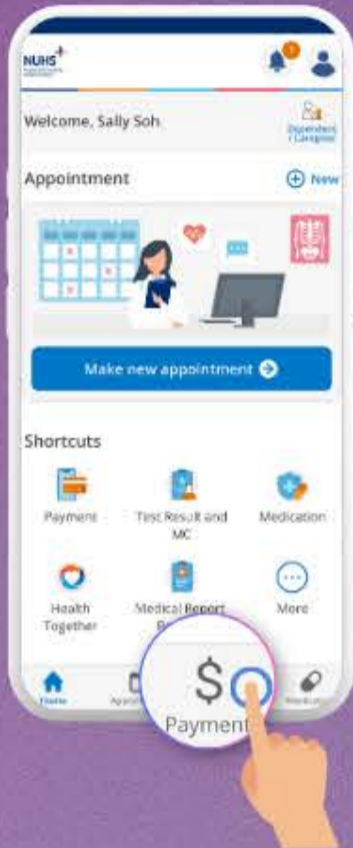 NUHS
Welcome, Sally Soh
Dependent
/ Caregiver
Appointment
New
Make new appointment
Shortcuts
Payment
Test Result and
MC
Medication
Health
Together
Medical Report
More
$
Payment
Home